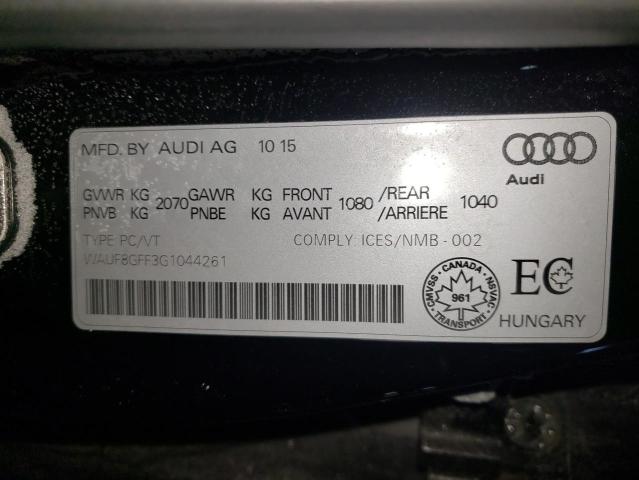 MFD. BY AUDI AG 10 15
Audi
GVWR KG 2070 GAWR KG FRONT 1080 /REAR 1040
PNVB KG PNBE KG AVANT /ARRIERE
TYPE PC/VT COMPLY ICES/NMB - 002
WAUF8GFF3G1044261
CANADA
CMVSS - NSVAC
961
TRANSPORT
EC
HUNGARY